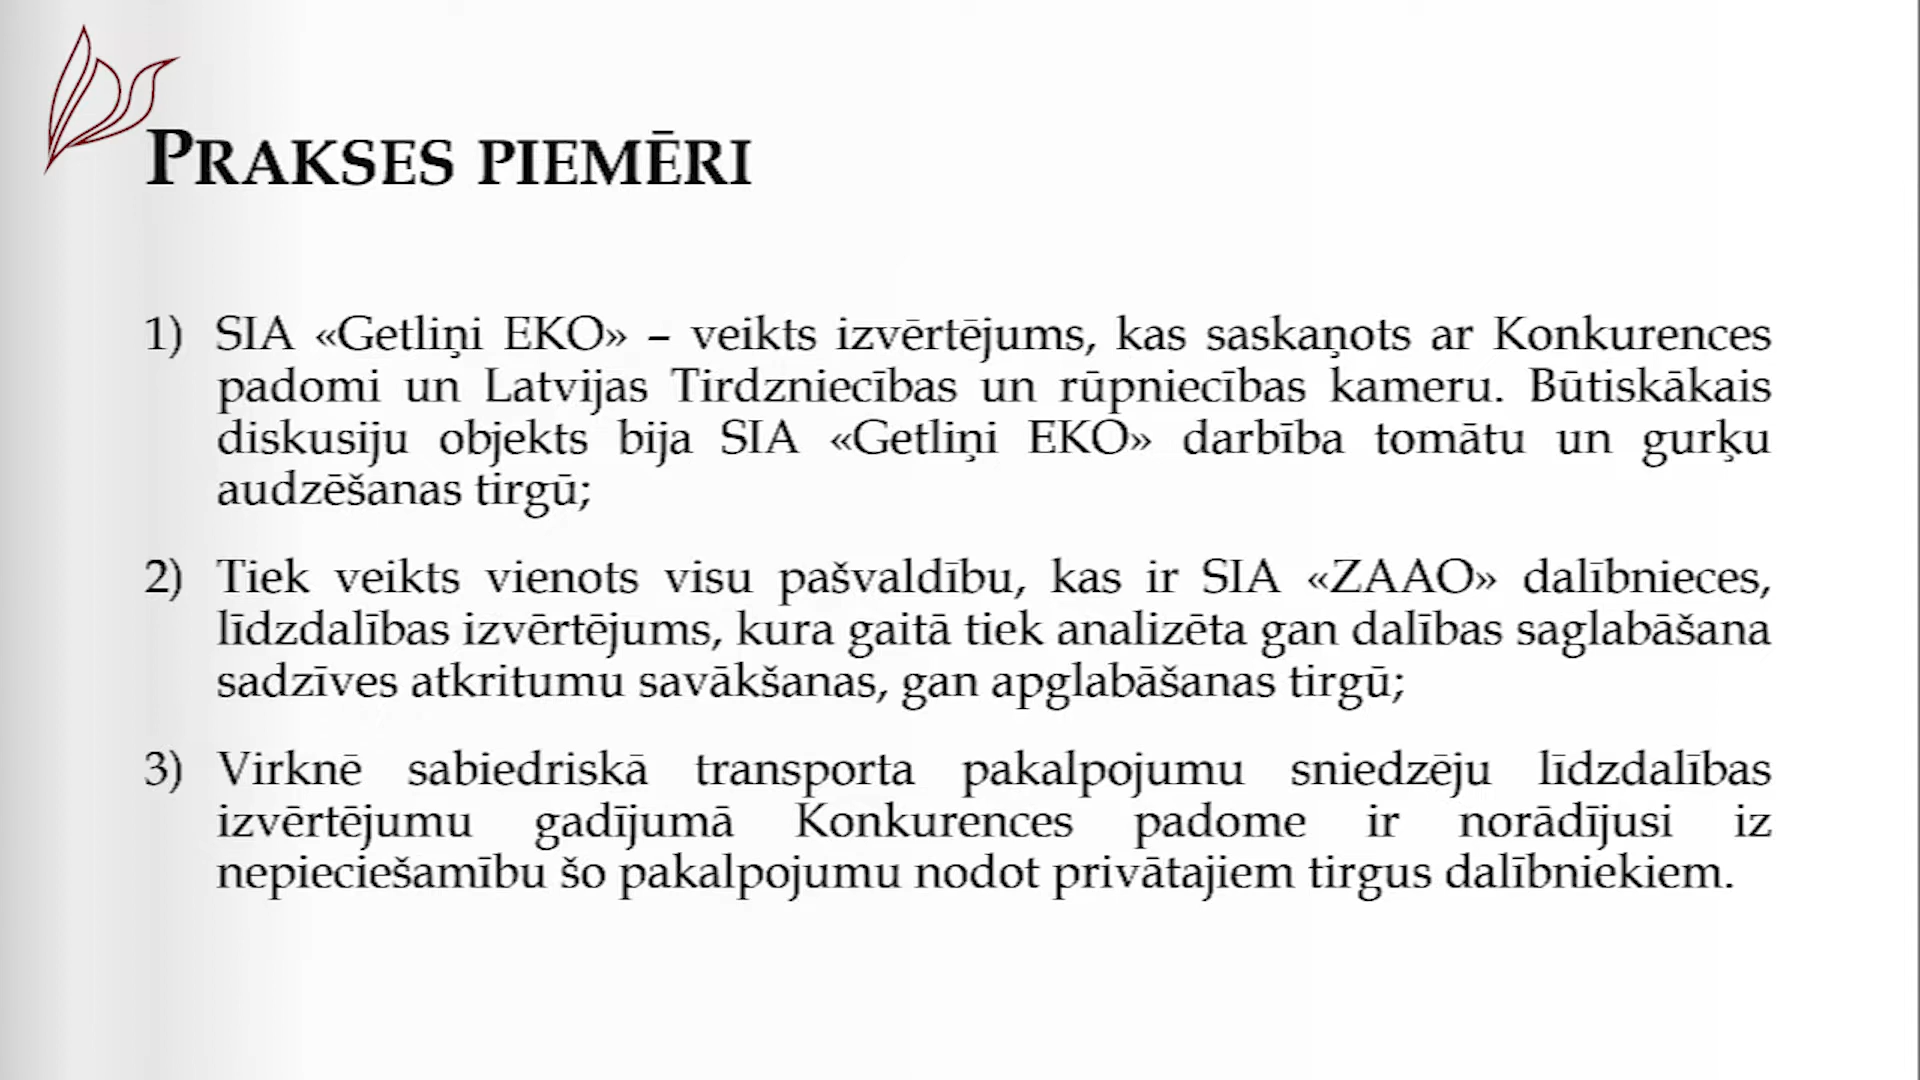 PRAKSES PIEMĒRI
1) SIA «Getliņi EKO» – veikts izvērtējums, kas saskaņots ar Konkurences
padomi un Latvijas Tirdzniecības un rūpniecības kameru. Būtiskākais
diskusiju objekts bija SIA «Getliņi EKO» darbība tomātu un gurķu
audzēšanas tirgū;
2) Tiek veikts vienots visu pašvaldību, kas ir SIA «ZAAO» dalībnieces,
līdzdalības izvērtējums, kura gaitā tiek analizēta gan dalības saglabāšana
sadzīves atkritumu savākšanas, gan apglabāšanas tirgū;
3) Virknē sabiedriskā transporta pakalpojumu sniedzēju līdzdalības
izvērtējumu gadījumā Konkurences padome ir norādījusi iz
nepieciešamību šo pakalpojumu nodot privātajiem tirgus dalībniekiem.